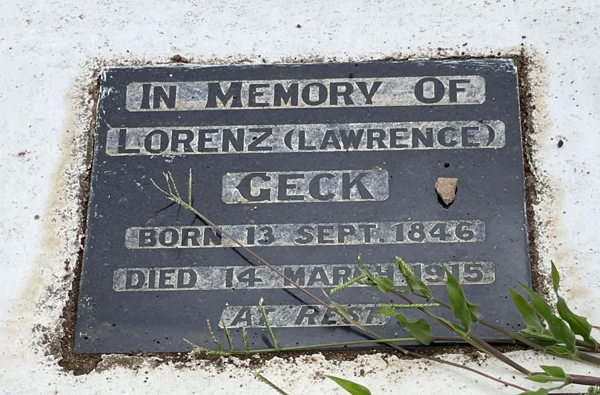 IN MEMORY OF
LORENZ (LAWRENCE)
GECK
BORN 13 SEPT. 1846
DIED 14 MARCH 1915
AT REST